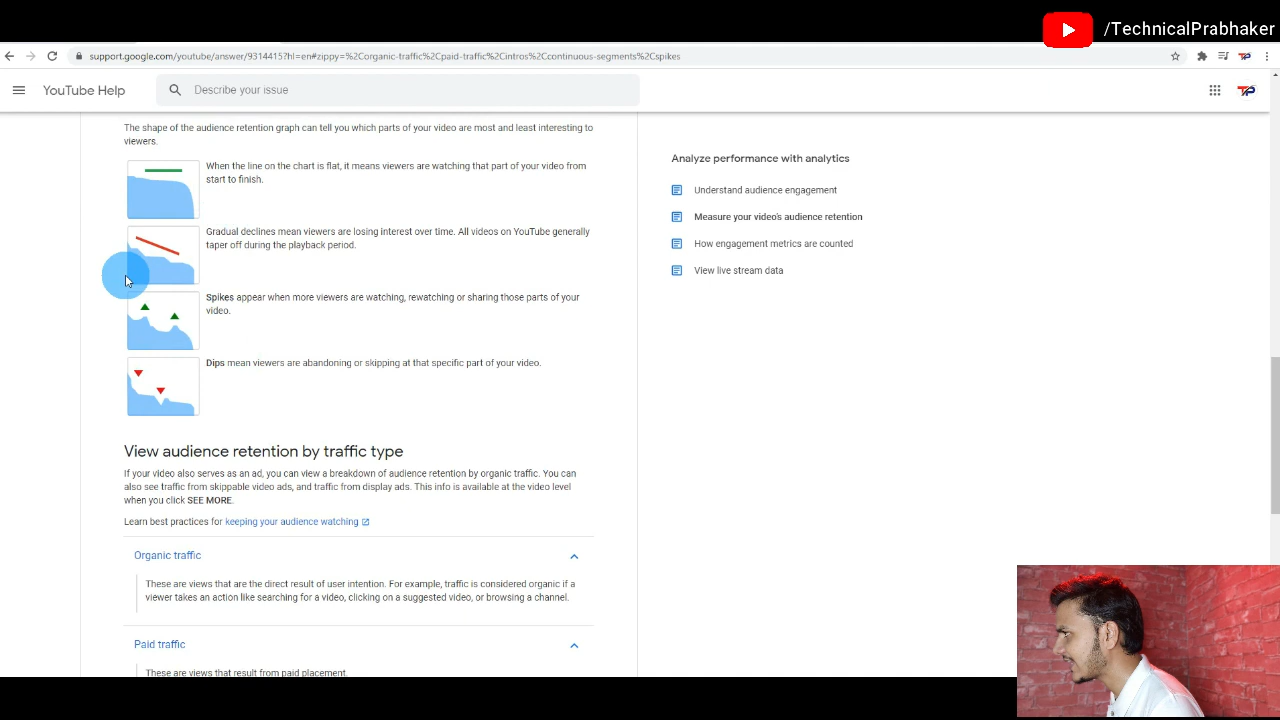 /TechnicalPrabhaker
support.google.com/youtube/answer/9314415?hl=en#zippy=%2Corganic-traffic%2Cpaid-traffic%2Cintros%2Ccontinuous-segments%2Cspikes
YouTube Help
Describe your issue
The shape of the audience retention graph can tell you which parts of your video are most and least interesting to
viewers.
When the line on the chart is flat, it means viewers are watching that part of your video from
start to finish.
Gradual declines mean viewers are losing interest over time. All videos on YouTube generally
taper off during the playback period.
Spikes appear when more viewers are watching, rewatching or sharing those parts of your
video.
Dips mean viewers are abandoning or skipping at that specific part of your video.
View audience retention by traffic type
If your video also serves as an ad, you can view a breakdown of audience retention by organic traffic. You can
also see traffic from skippable video ads, and traffic from display ads. This info is available at the video level
when you click SEE MORE.
Learn best practices for keeping your audience watching
Organic traffic
These are views that are the direct result of user intention. For example, traffic is considered organic if a
viewer takes an action like searching for a video, clicking on a suggested video, or browsing a channel.
Paid traffic
These are views that result from paid placement.
Analyze performance with analytics
Understand audience engagement
Measure your video's audience retention
How engagement metrics are counted
View live stream data